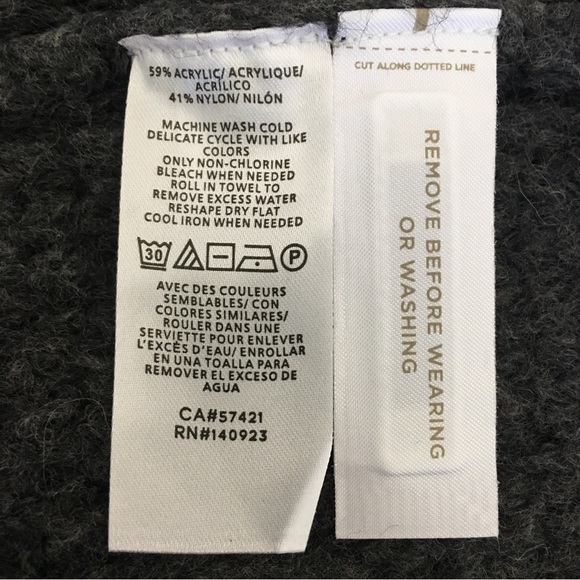 59% ACRYLIC/ ACRYLIQUE/
ACRÍLICO
41% NYLON/ NILÓN
MACHINE WASH COLD
DELICATE CYCLE WITH LIKE
COLORS
ONLY NON-CHLORINE
BLEACH WHEN NEEDED
ROLL IN TOWEL TO
REMOVE EXCESS WATER
RESHAPE DRY FLAT
COOL IRON WHEN NEEDED
30 P
AVEC DES COULEURS
SEMBLABLES/ CON
COLORES SIMILARES/
ROULER DANS UNE
SERVIETTE POUR ENLEVER
L'EXCÈS D'EAU/ ENROLLAR
EN UNA TOALLA PARA
REMOVER EL EXCESO DE
AGUA
CA#57421
RN#140923
CUT ALONG DOTTED LINE
REMOVE BEFORE WEARING
OR WASHING